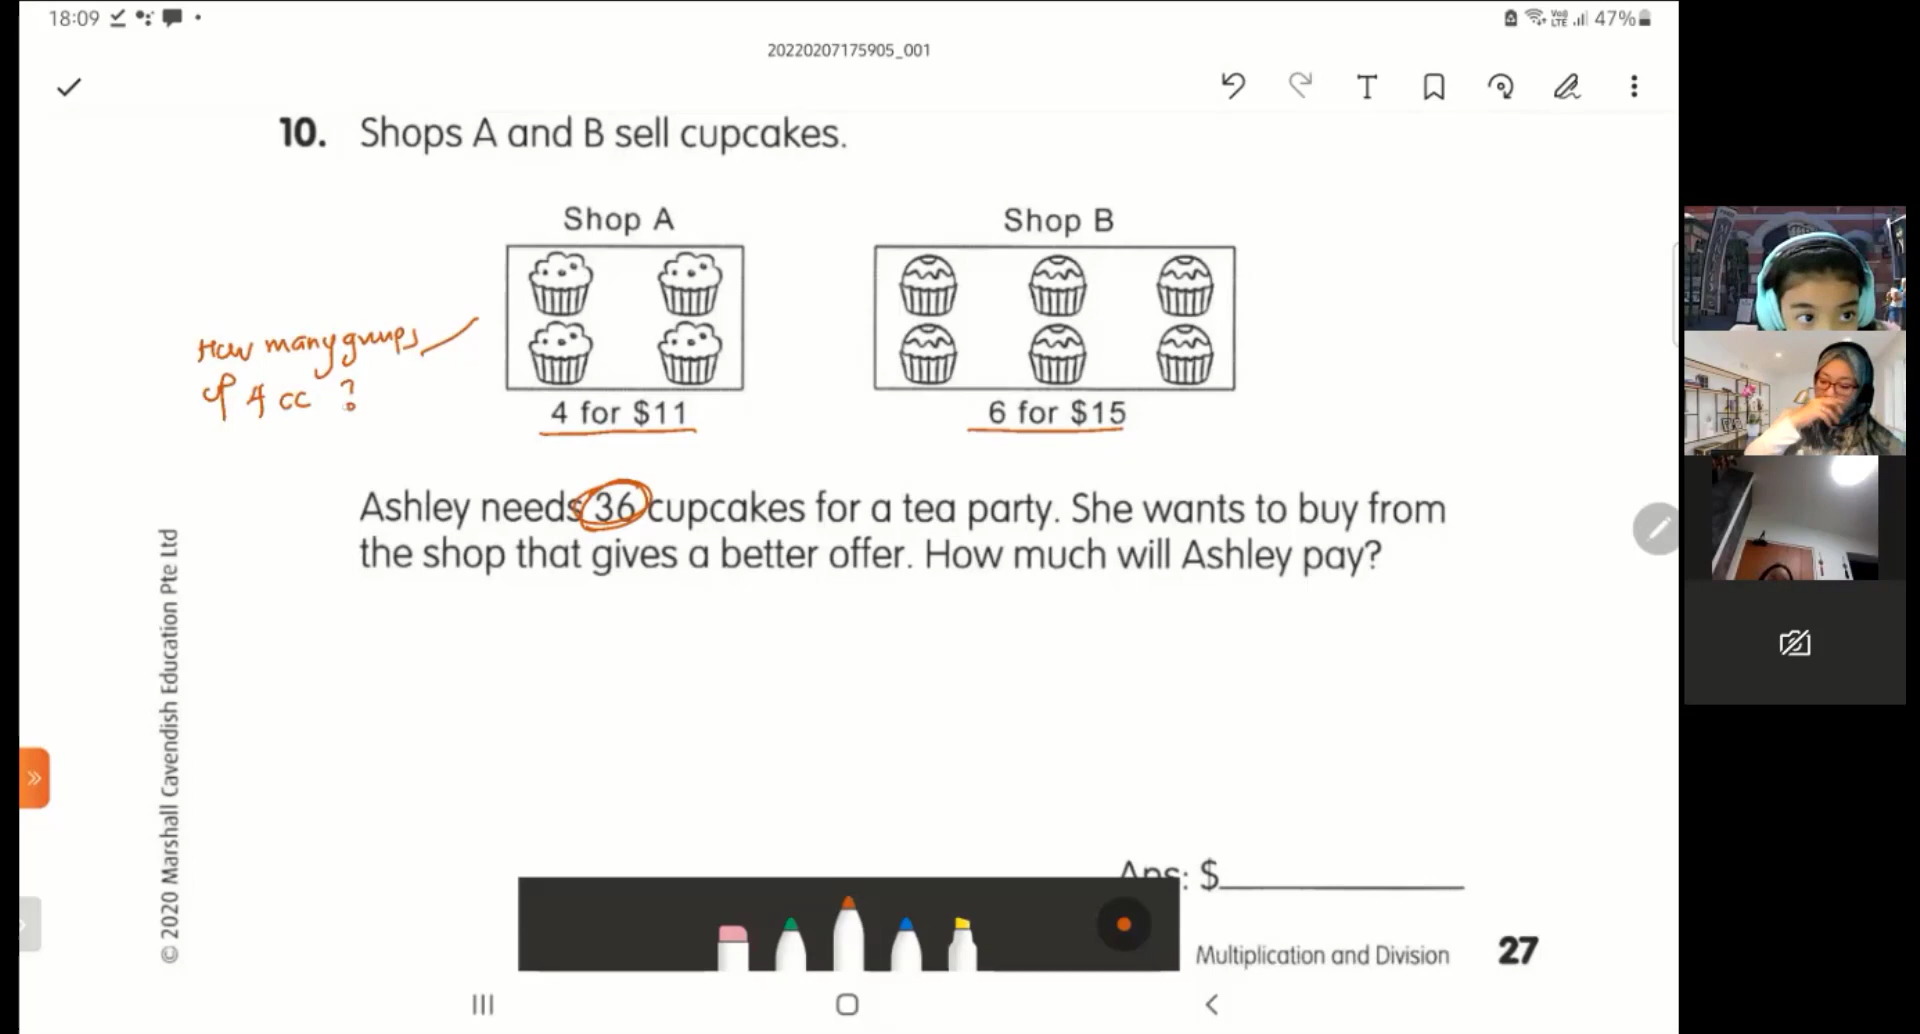 18:09
Vo))
LTE
47%
20220207175905_001
T
10. Shops A and B sell cupcakes.
Shop A
Shop B
How many groups
of 4 cc ?
4 for $11
6 for $15
Ashley needs 36 cupcakes for a tea party. She wants to buy from
the shop that gives a better offer. How much will Ashley pay?
© 2020 Marshall Cavendish Education Pte Ltd
Ans: $
Multiplication and Division 27